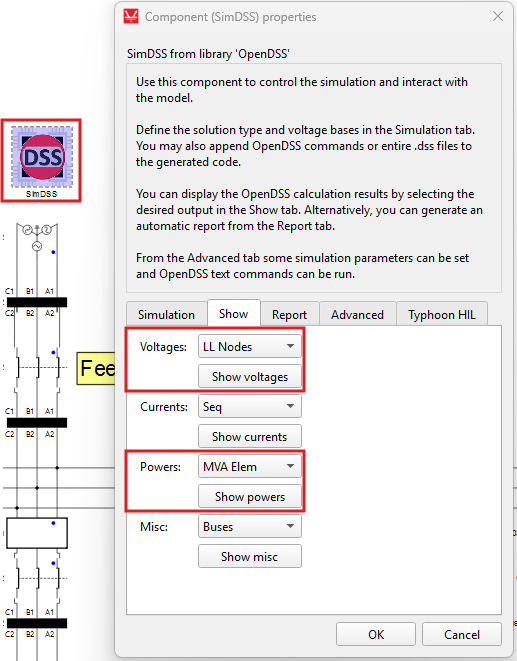 Component (SimDSS) properties
SimDSS from library 'OpenDSS'
Use this component to control the simulation and interact with
the model.
Define the solution type and voltage bases in the Simulation tab.
You may also append OpenDSS commands or entire .dss files to
the generated code.
You can display the OpenDSS calculation results by selecting the
desired output in the Show tab. Alternatively, you can generate an
automatic report from the Report tab.
From the Advanced tab some simulation parameters can be set
and OpenDSS text commands can be run.
Simulation Show Report Advanced Typhoon HIL
Voltages: LL Nodes
Show voltages
Currents: Seq
Show currents
Powers: MVA Elem
Show powers
Misc: Buses
Show misc
OK Cancel
DSS
SimDSS
C1 B1 A1
C2 B2 A2
Fee
C1 B1 A1
C2 B2 A2
C1 B1 A1
C2 B2 A2